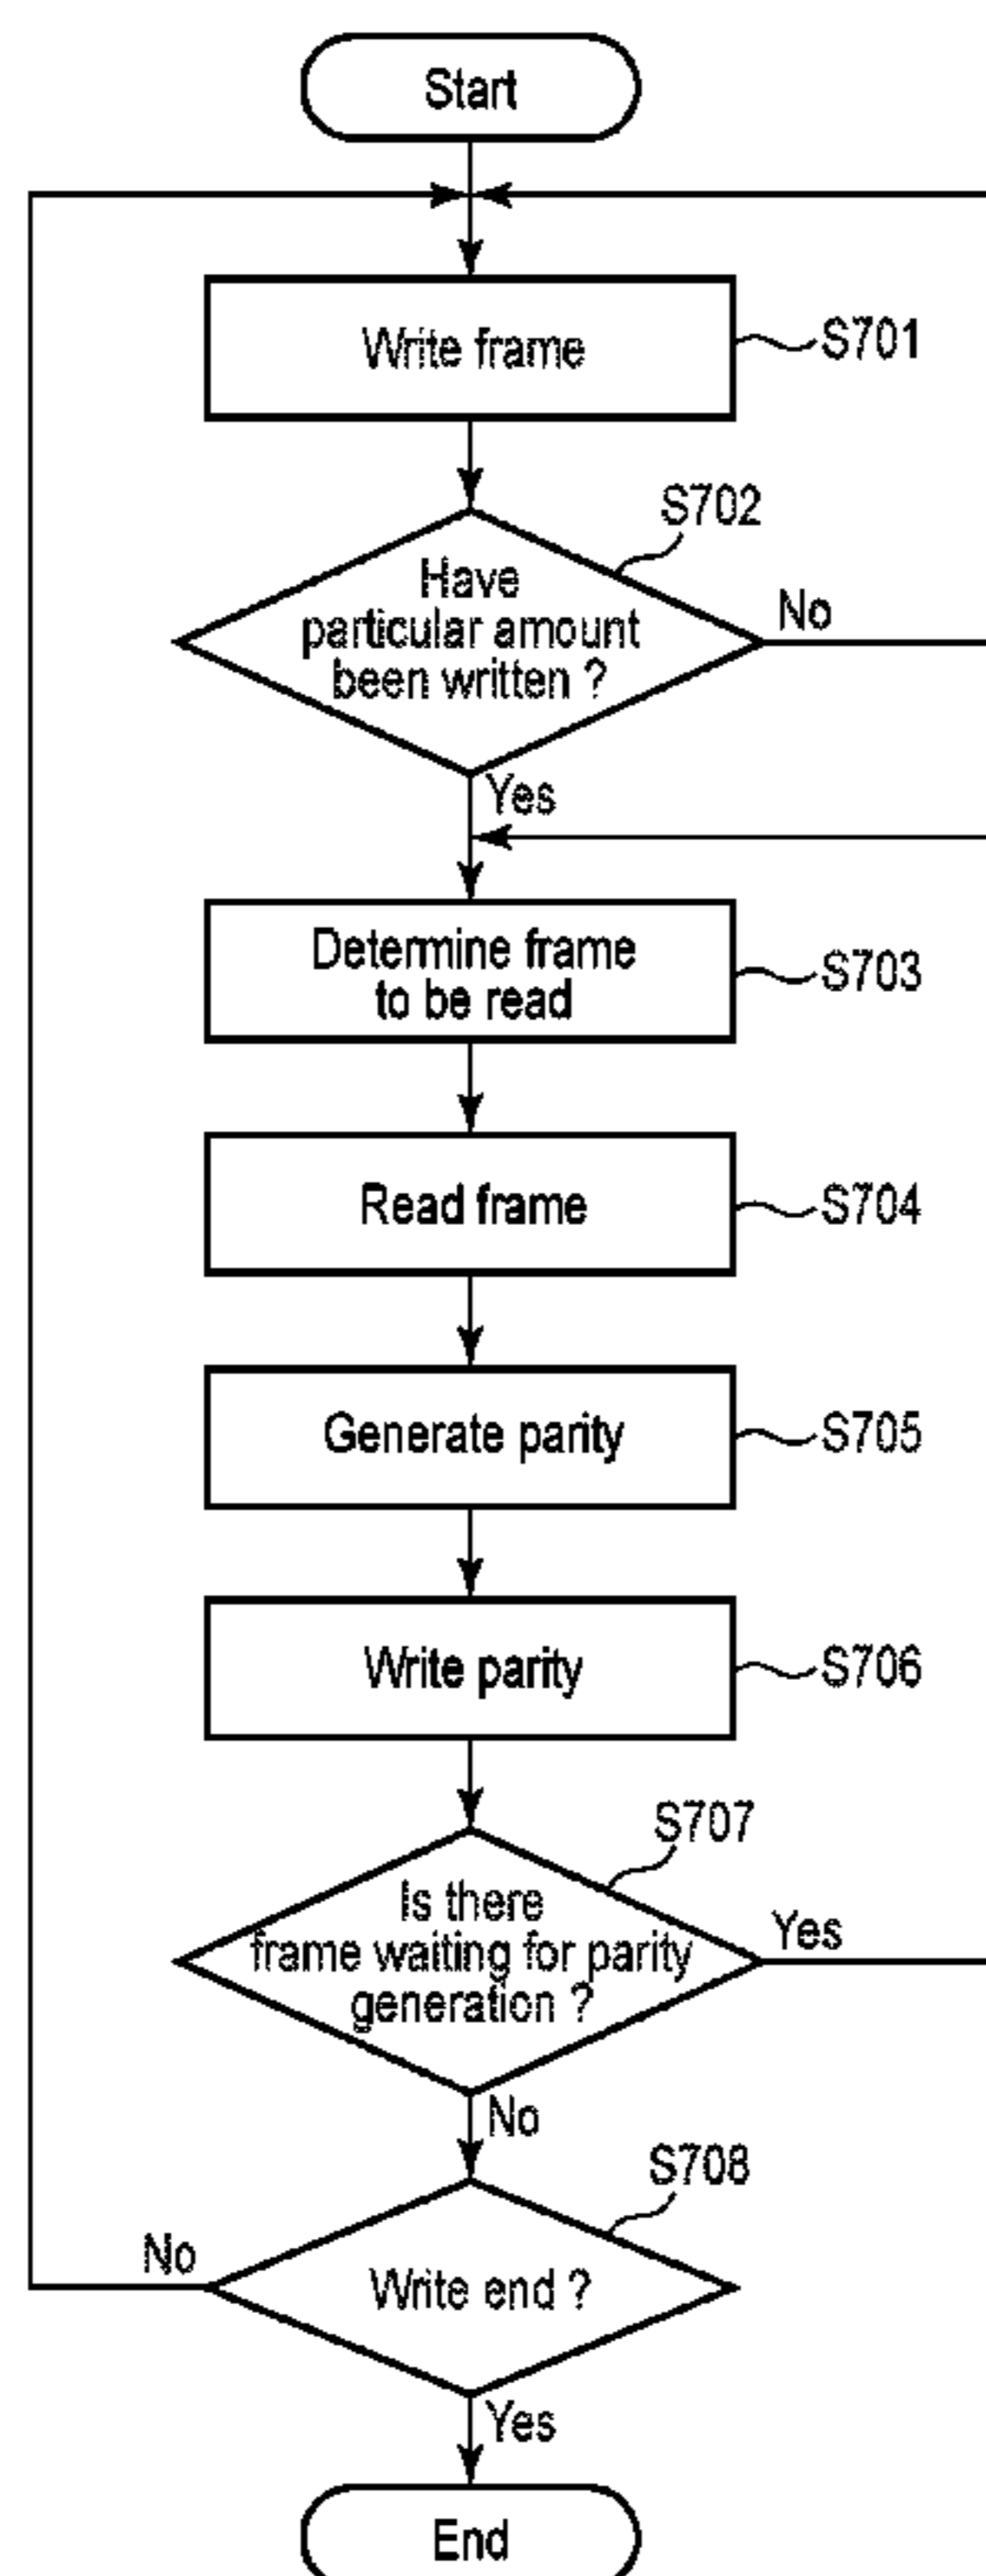 Start
Write frame
S701
S702
Have
particular amount
been written ?
No
Yes
Determine frame
to be read
S703
Read frame
S704
Generate parity
S705
Write parity
S706
S707
Is there
frame waiting for parity
generation ?
Yes
No
S708
No
Write end ?
Yes
End